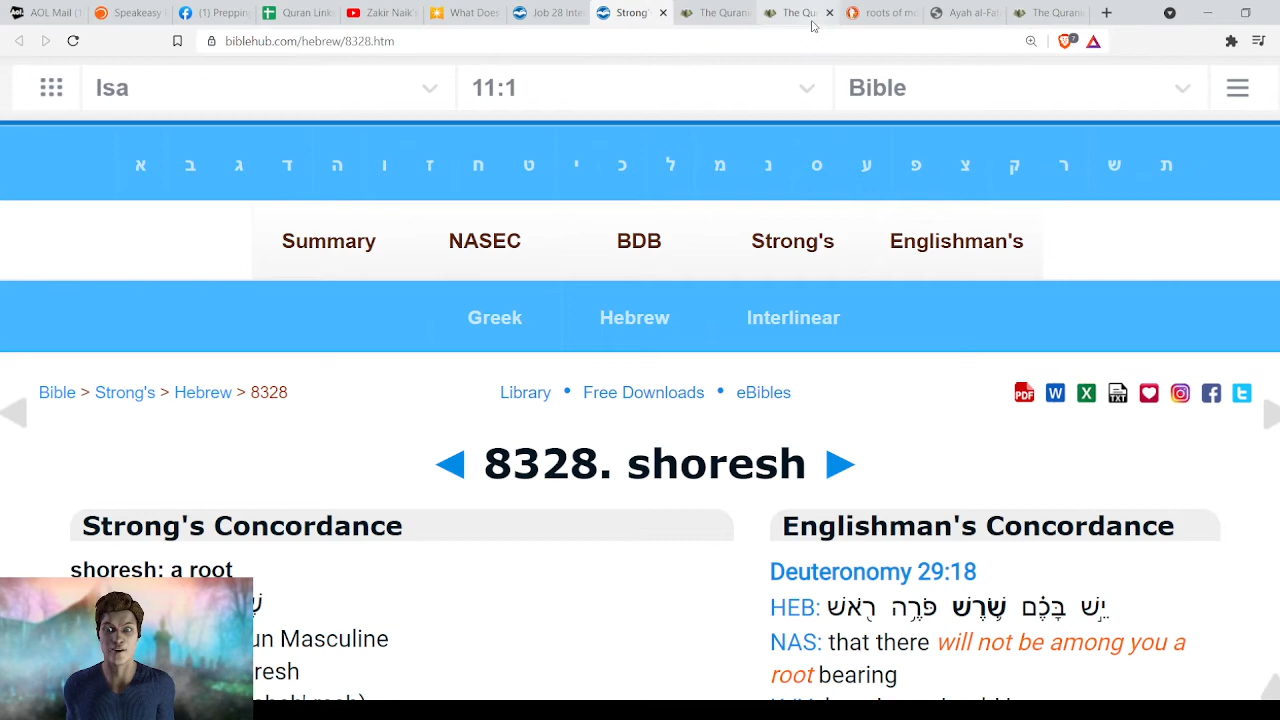 AOL Mail (1
Speakeasy
(1) Prepping
Quran Link
Zakir Naik's
What Does
Job 28 Inte
Strong'
The Quran
The Qu
roots of m
Ayah al-Fat
The Quran
biblehub.com/hebrew/8328.htm
7
Isa
11:1
Bible
א ב ג ד ה ו ז ח ט י כ ל מ נ ס ע פ צ ק ר ש ת
Summary
NASEC
BDB
Strong's
Englishman's
Greek
Hebrew
Interlinear
Bible > Strong's > Hebrew > 8328
Library • Free Downloads • eBibles
PDF W X TXT
◀ 8328. shoresh ▶
Strong's Concordance
shoresh: a root
un Masculine
resh
Englishman's Concordance
Deuteronomy 29:18
HEB: יֵ֣שׁ בָּכֶ֗ם שֹׁ֛רֶשׁ פֹּרֶ֥ה רֹ֖אשׁ
NAS: that there will not be among you a
root bearing